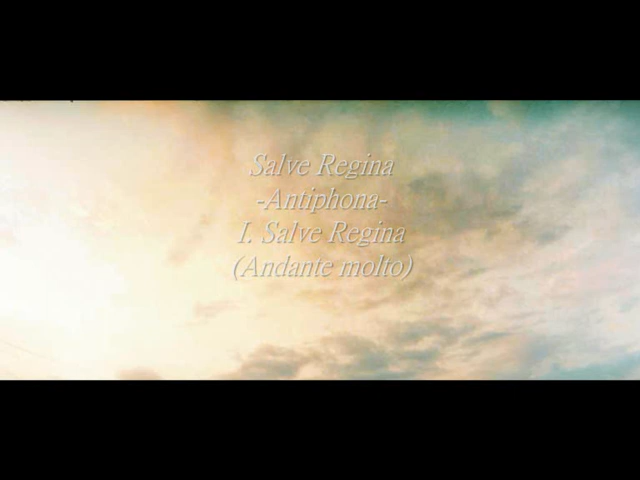 Salve Regina
-Antiphona-
I. Salve Regina
(Andante molto)